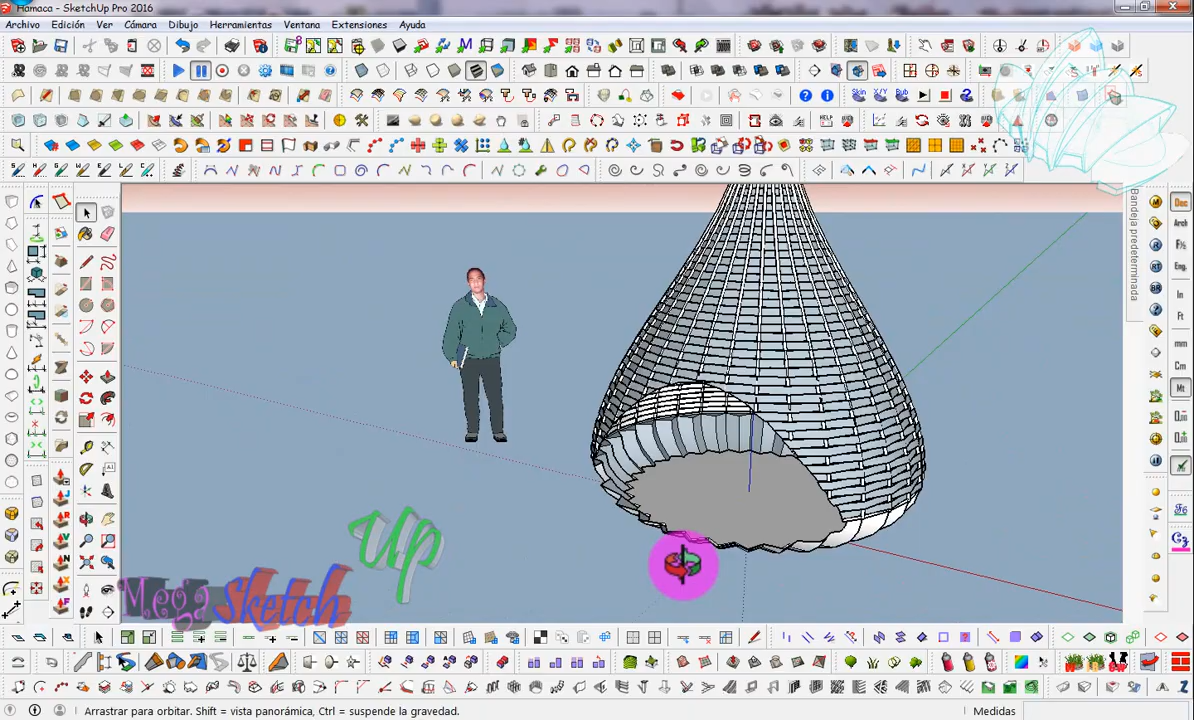 Hamaca - SketchUp Pro 2016
Archivo Edición Ver Cámara Dibujo Herramientas Ventana Extensiones Ayuda
Bandeja predeterminada
Mega Sketch Up
Arrastrar para orbitar. Shift = vista panorámica, Ctrl = suspende la gravedad.
Medidas